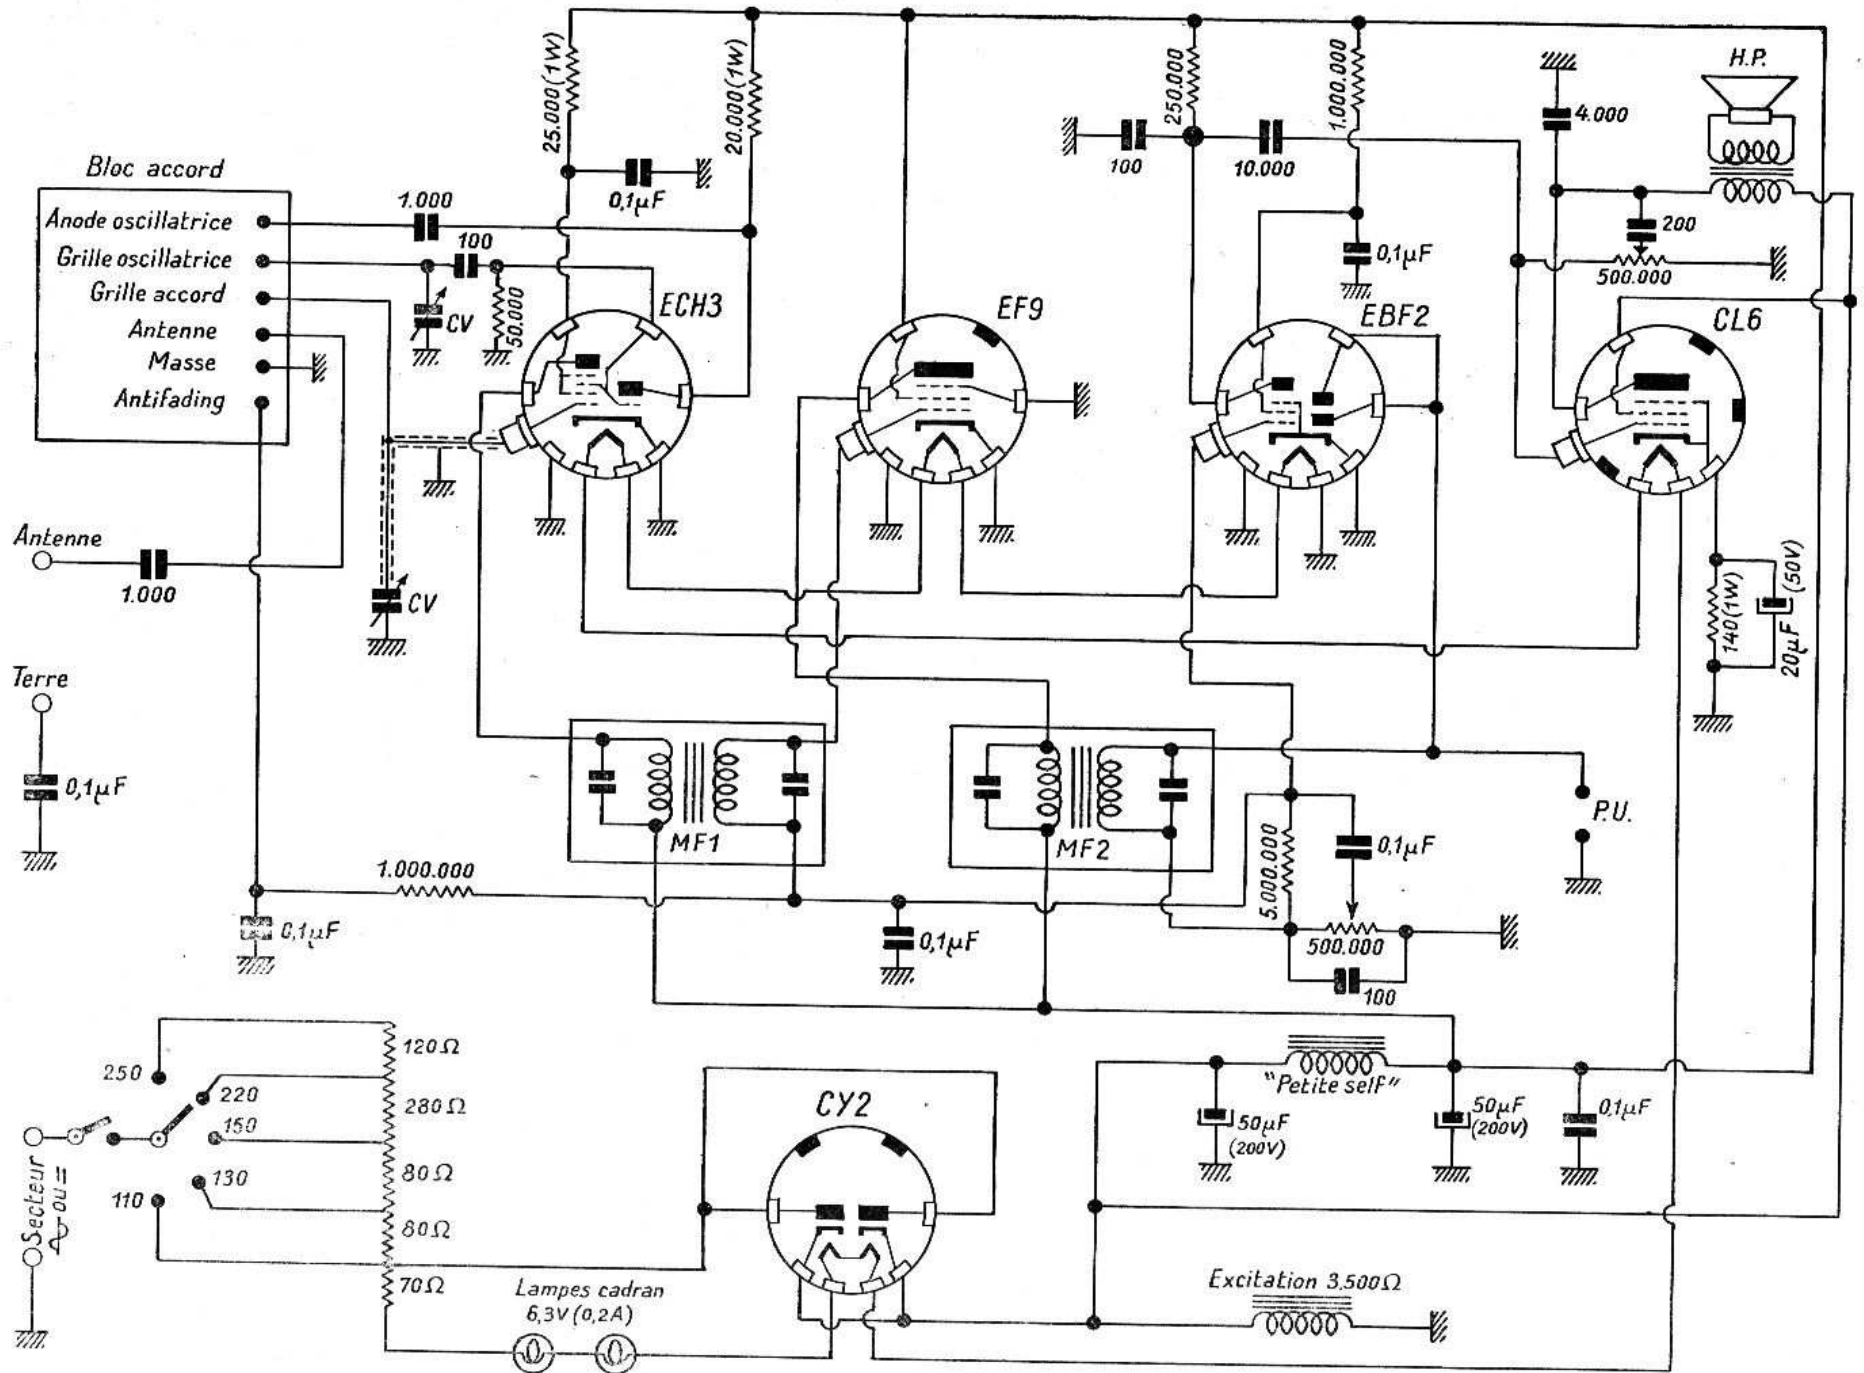 25.000(1W)
20.000(1W)
250.000
1.000.000
H.P.
4.000
Bloc accord
100
10.000
0,1µF
1.000
Anode oscillatrice
200
100
Grille oscillatrice
0,1µF
500.000
Grille accord
50.000
ECH3
EF9
EBF2
CL6
CV
Antenne
Masse
Antifading
Antenne
1.000
CV
140(1W)
20µF
(50V)
Terre
0,1µF
MF1
MF2
P.U.
0,1µF
5.000.000
1.000.000
0,1µF
0,1µF
500.000
100
120Ω
250
220
280Ω
150
80Ω
130
110
80Ω
70Ω
Secteur
ou =
CY2
"Petite self"
50µF
(200V)
50µF
(200V)
0,1µF
Lampes cadran
6,3V (0,2A)
Excitation 3.500Ω